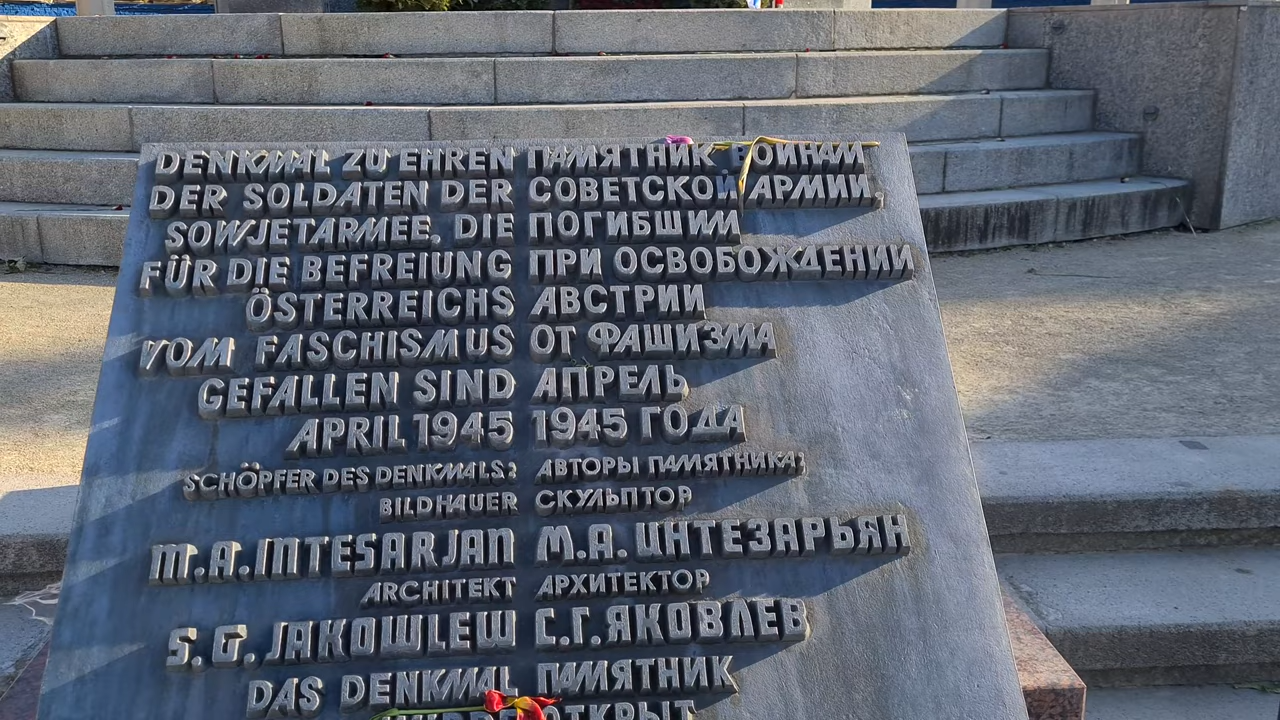 DENKMAL ZU EHREN ПАМЯТНИК ВОИНАМ
DER SOLDATEN DER СОВЕТСКОЙ АРМИИ,
SOWJETARMEE, DIE ПОГИБШИМ
FÜR DIE BEFREIUNG ПРИ ОСВОБОЖДЕНИИ
ÖSTERREICHS АВСТРИИ
VOM FASCHISMUS ОТ ФАШИЗМА
GEFALLEN SIND АПРЕЛЬ
APRIL 1945 1945 ГОДА
SCHÖPFER DES DENKMALS: АВТОРЫ ПАМЯТНИКА:
BILDHAUER СКУЛЬПТОР
M.A.INTESARJAN М.А. ИНТЕЗАРЬЯН
ARCHITEKT АРХИТЕКТОР
S.G.JAKOWLEW С.Г.ЯКОВЛЕВ
DAS DENKMAL ПАМЯТНИК
ОТКРЫТ